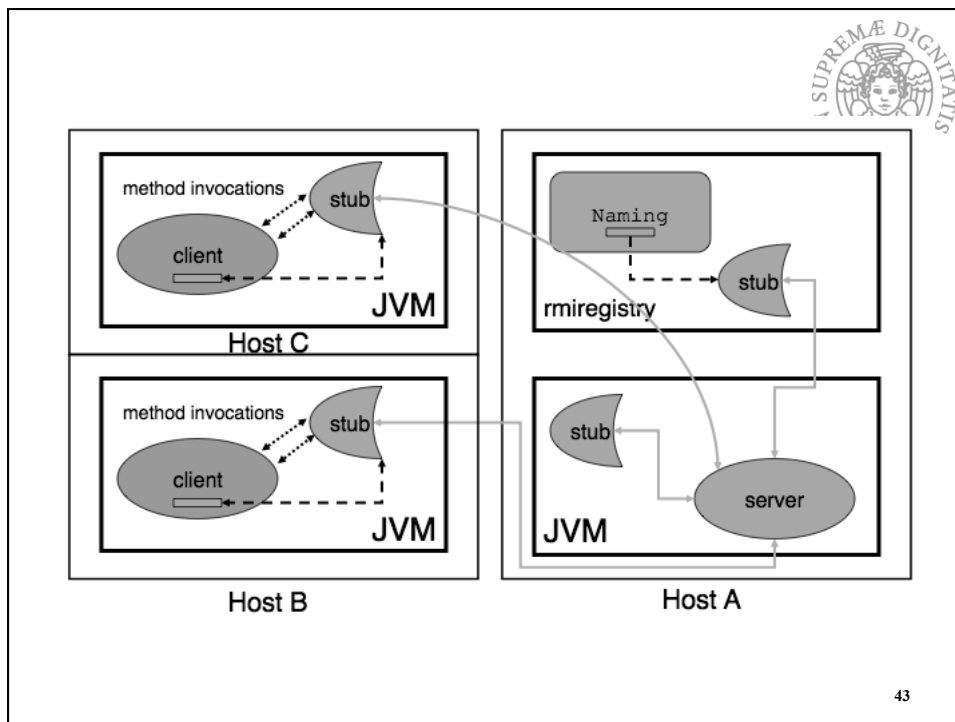 SUPREMÆ DIGNITATIS
method invocations
stub
client
JVM
Host C
method invocations
stub
client
JVM
Host B
Naming
stub
rmiregistry
stub
server
JVM
Host A
43